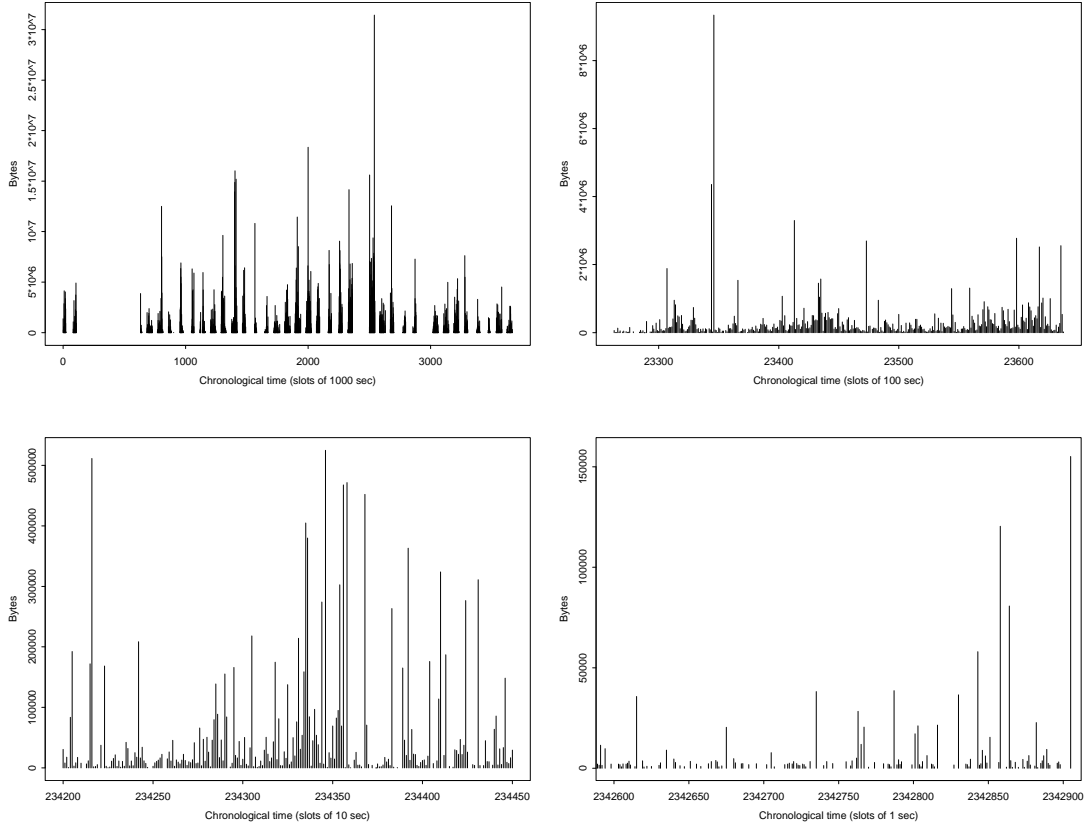 3*10^7
2.5*10^7
2*10^7
1.5*10^7
10^7
5*10^6
0
Bytes
0 1000 2000 3000
Chronological time (slots of 1000 sec)
8*10^6
6*10^6
4*10^6
2*10^6
0
Bytes
23300 23400 23500 23600
Chronological time (slots of 100 sec)
500000
400000
300000
200000
100000
0
Bytes
234200 234250 234300 234350 234400 234450
Chronological time (slots of 10 sec)
150000
100000
50000
0
Bytes
2342600 2342650 2342700 2342750 2342800 2342850 2342900
Chronological time (slots of 1 sec)